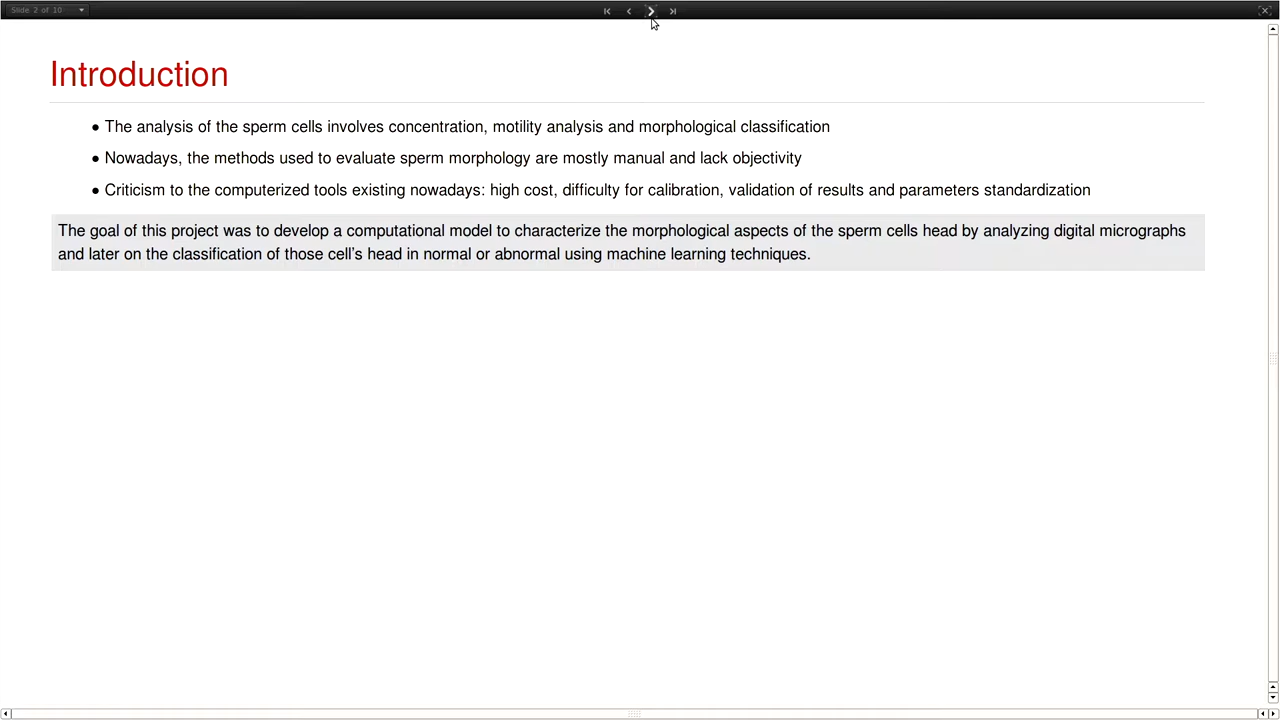 Slide 2 of 10
Introduction
• The analysis of the sperm cells involves concentration, motility analysis and morphological classification
• Nowadays, the methods used to evaluate sperm morphology are mostly manual and lack objectivity
• Criticism to the computerized tools existing nowadays: high cost, difficulty for calibration, validation of results and parameters standardization
The goal of this project was to develop a computational model to characterize the morphological aspects of the sperm cells head by analyzing digital micrographs
and later on the classification of those cell's head in normal or abnormal using machine learning techniques.